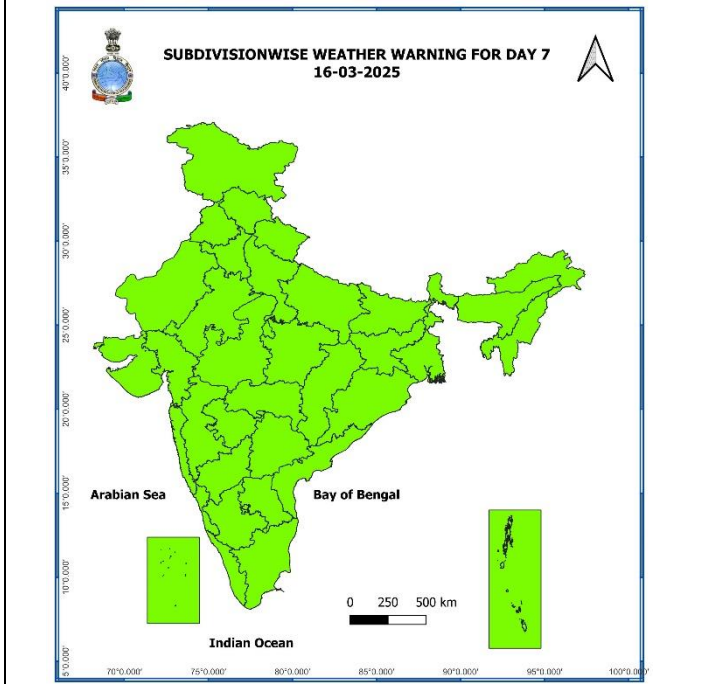 SUBDIVISIONWISE WEATHER WARNING FOR DAY 7
16-03-2025
40°0.000'
35°0.000'
30°0.000'
25°0.000'
20°0.000'
15°0.000'
10°0.000'
5°0.000'
Arabian Sea
Bay of Bengal
0 250 500 km
Indian Ocean
70°0.000' 75°0.000' 80°0.000' 85°0.000' 90°0.000' 95°0.000' 100°0.000'